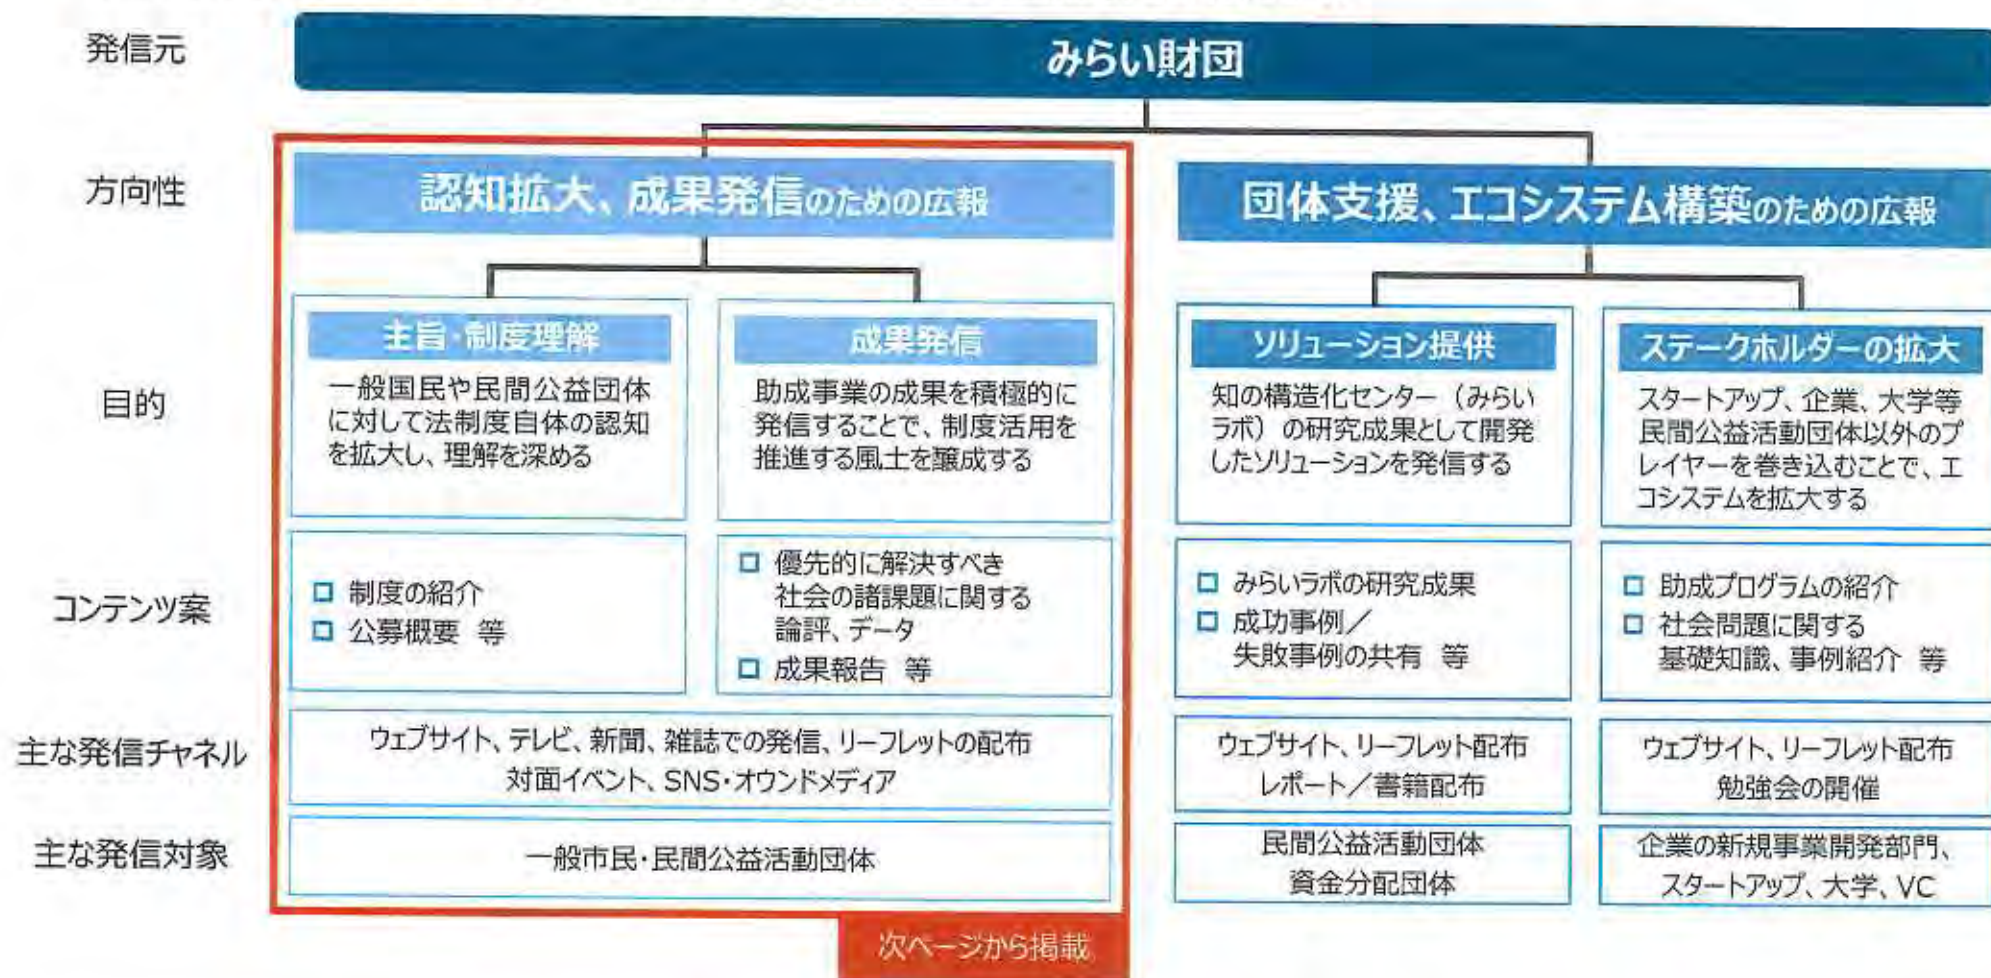 発信元
みらい財団
方向性
認知拡大、成果発信のための広報
団体支援、エコシステム構築のための広報
目的
主旨・制度理解
一般国民や民間公益団体
に対して法制度自体の認知
を拡大し、理解を深める
成果発信
助成事業の成果を積極的に
発信することで、制度活用を
推進する風土を醸成する
ソリューション提供
知の構造化センター（みらい
ラボ）の研究成果として開発
したソリューションを発信する
ステークホルダーの拡大
スタートアップ、企業、大学等
民間公益活動団体以外のプ
レイヤーを巻き込むことで、エ
コシステムを拡大する
コンテンツ案
制度の紹介
公募概要 等
優先的に解決すべき
社会の諸課題に関する
論評、データ
成果報告 等
みらいラボの研究成果
成功事例／
失敗事例の共有 等
助成プログラムの紹介
社会問題に関する
基礎知識、事例紹介 等
主な発信チャネル
ウェブサイト、テレビ、新聞、雑誌での発信、リーフレットの配布
対面イベント、SNS・オウンドメディア
ウェブサイト、リーフレット配布
レポート／書籍配布
ウェブサイト、リーフレット配布
勉強会の開催
主な発信対象
一般市民・民間公益活動団体
民間公益活動団体
資金分配団体
企業の新規事業開発部門、
スタートアップ、大学、VC
次ページから掲載